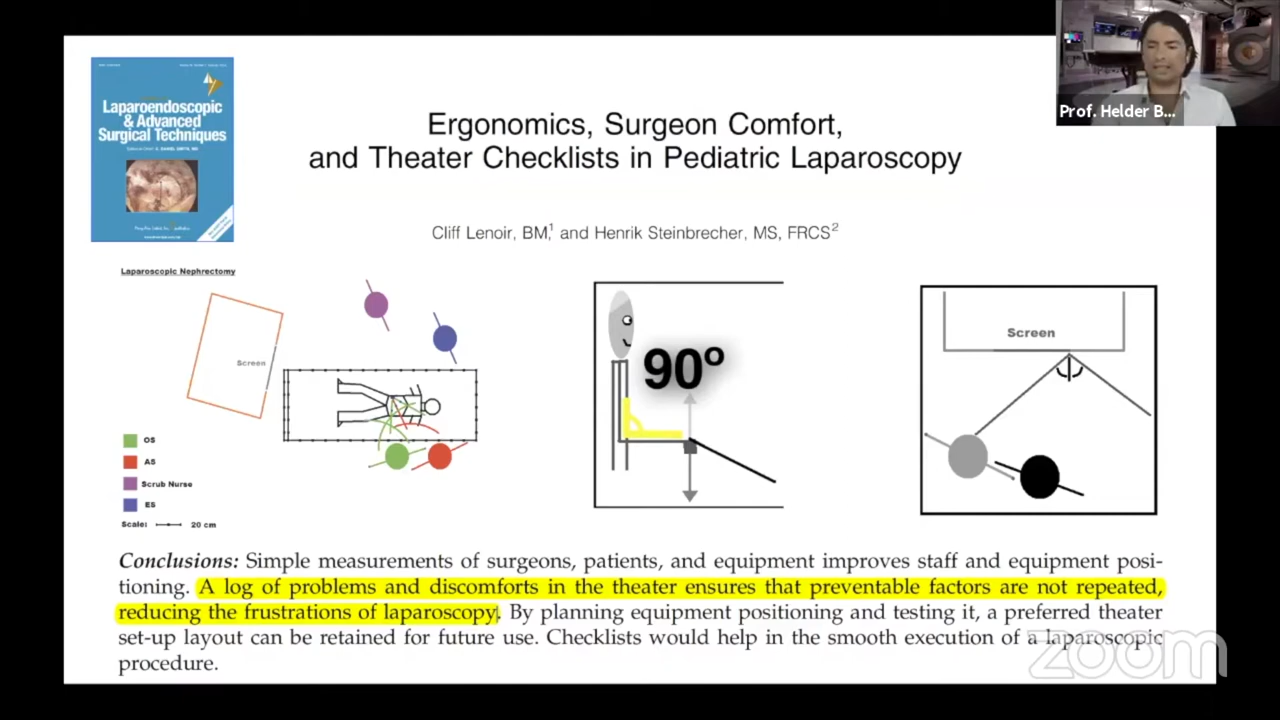 Prof. Helder B...
Laparoendoscopic
& Advanced
Surgical Techniques
Ergonomics, Surgeon Comfort,
and Theater Checklists in Pediatric Laparoscopy
Cliff Lenoir, BM,1 and Henrik Steinbrecher, MS, FRCS2
Laparoscopic Nephrectomy
Screen
OS
AS
Scrub Nurse
ES
Scale: 20 cm
90º
Screen
Conclusions: Simple measurements of surgeons, patients, and equipment improves staff and equipment posi-
tioning. A log of problems and discomforts in the theater ensures that preventable factors are not repeated,
reducing the frustrations of laparoscopy. By planning equipment positioning and testing it, a preferred theater
set-up layout can be retained for future use. Checklists would help in the smooth execution of a laparoscopic
procedure.
zoom